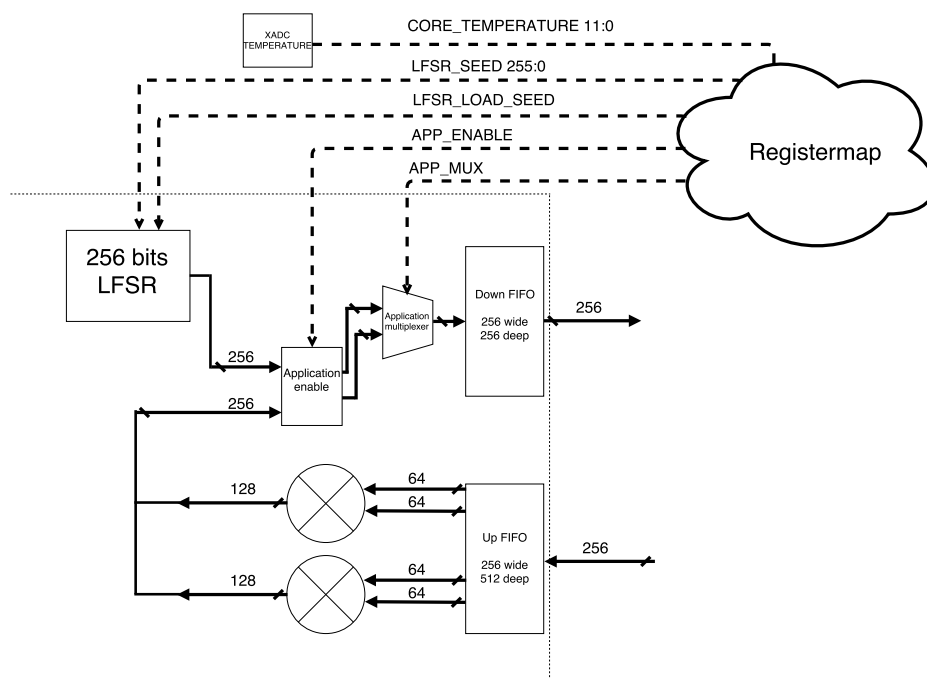 CORE_TEMPERATURE 11:0
XADC
TEMPERATURE
LFSR_SEED 255:0
LFSR_LOAD_SEED
APP_ENABLE
APP_MUX
Registermap
256 bits
LFSR
Down FIFO
256 wide
256 deep
256
Application
multiplexer
256
Application
enable
256
64
128
64
Up FIFO
256 wide
512 deep
256
64
128
64